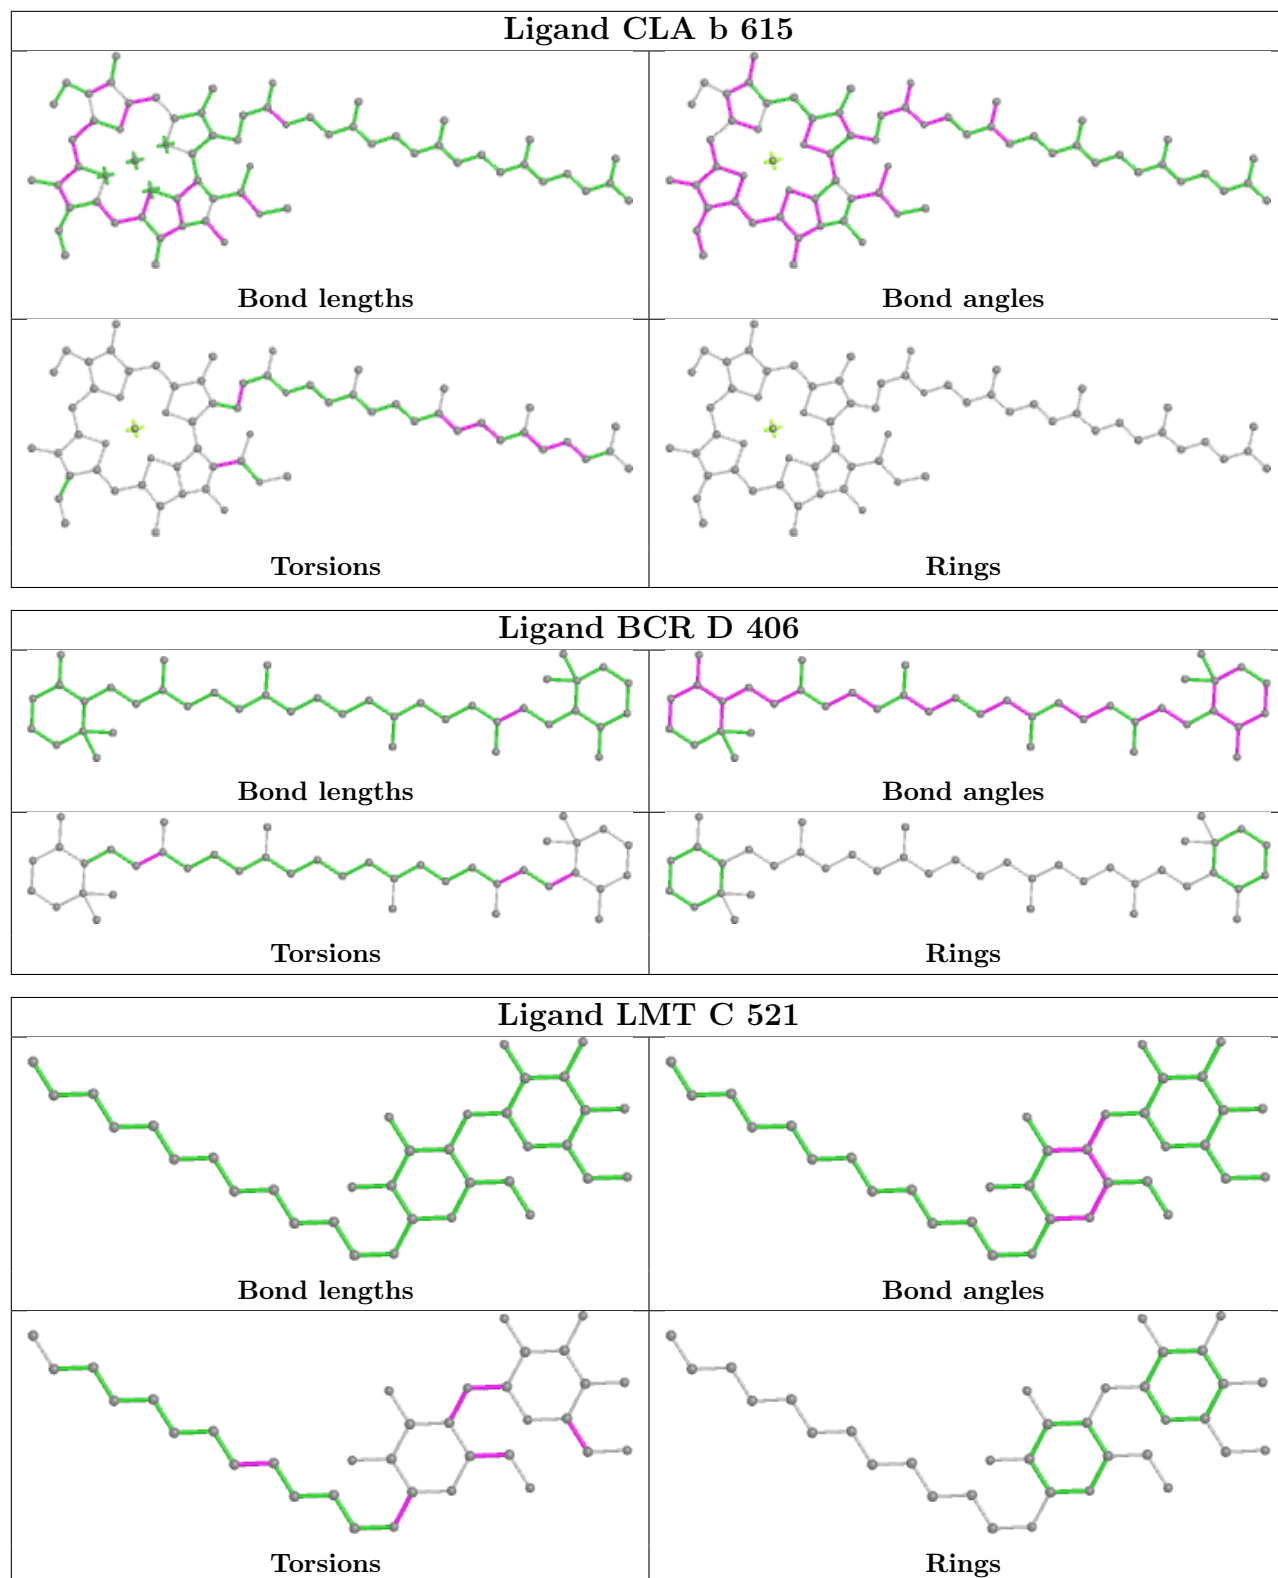 Ligand CLA b 615
Bond lengths
Bond angles
Torsions
Rings
Ligand BCR D 406
Bond lengths
Bond angles
Torsions
Rings
Ligand LMT C 521
Bond lengths
Bond angles
Torsions
Rings